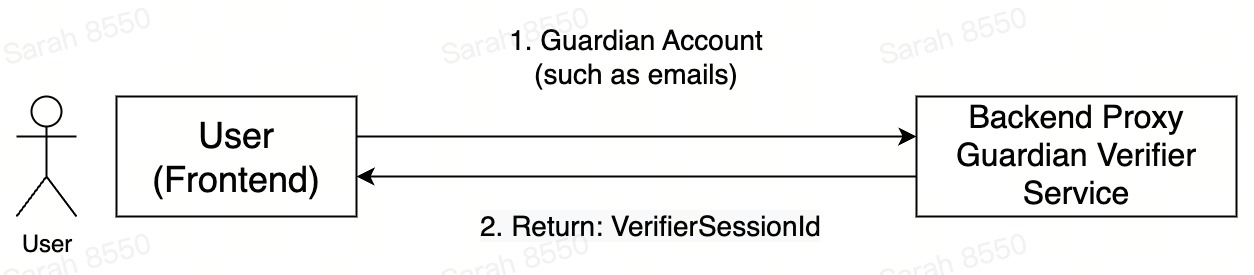 Sarah 8550
Sarah 8550
Sarah 8550
1. Guardian Account
(such as emails)
User
(Frontend)
Backend Proxy
Guardian Verifier
Service
2. Return: VerifierSessionId
User
Sarah 8550
Sarah 8550
Sarah 8550